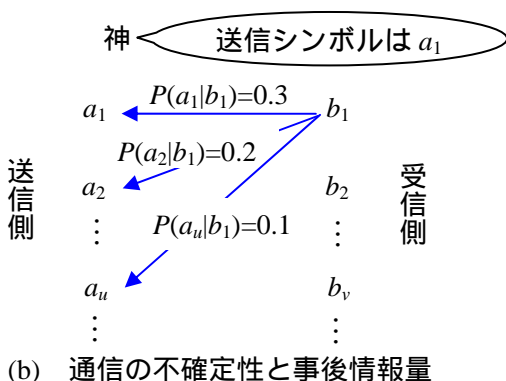 神 送信シンボルは a₁
P(a₁|b₁)=0.3
a₁ b₁
P(a₂|b₁)=0.2
送信側
a₂ b₂
受信側
⋮ P(aᵤ|b₁)=0.1 ⋮
aᵤ bᵥ
⋮ ⋮
(b) 通信の不確定性と事後情報量